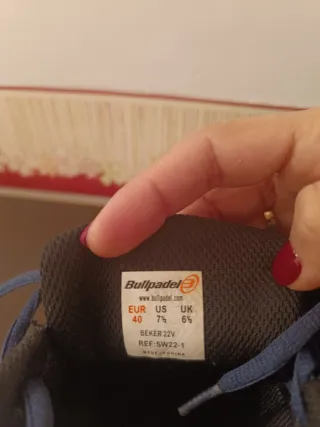 Bullpadel
www.bullpadel.com
EUR US UK
40 7½ 6½
BEKER 22V
REF: SW22-1
MADE IN CHINA